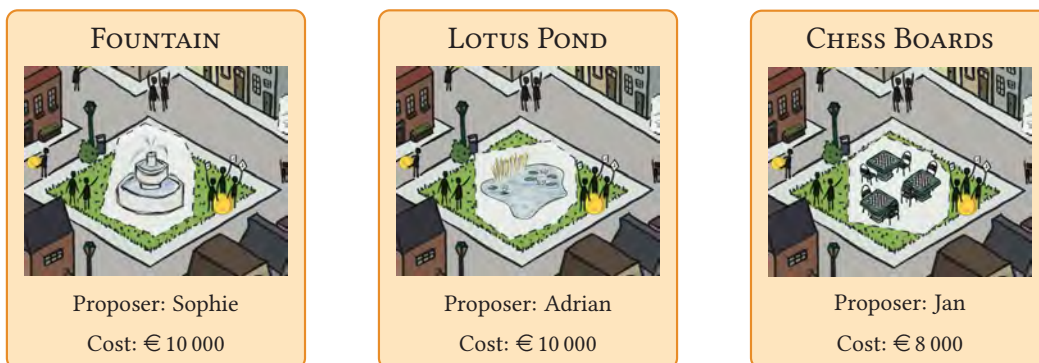 FOUNTAIN
Proposer: Sophie
Cost: € 10 000
LOTUS POND
Proposer: Adrian
Cost: € 10 000
CHESS BOARDS
Proposer: Jan
Cost: € 8 000